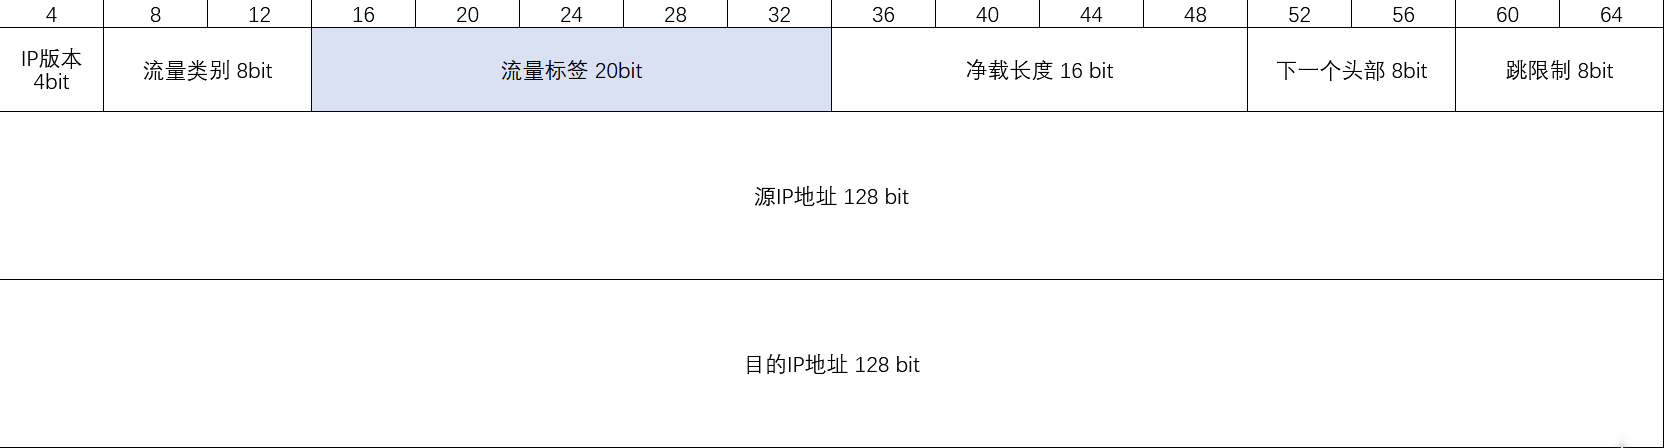 4 8 12 16 20 24 28 32 36 40 44 48 52 56 60 64
IP版本
4bit
流量类别 8bit
流量标签 20bit
净载长度 16 bit
下一个头部 8bit
跳限制 8bit
源IP地址 128 bit
目的IP地址 128 bit